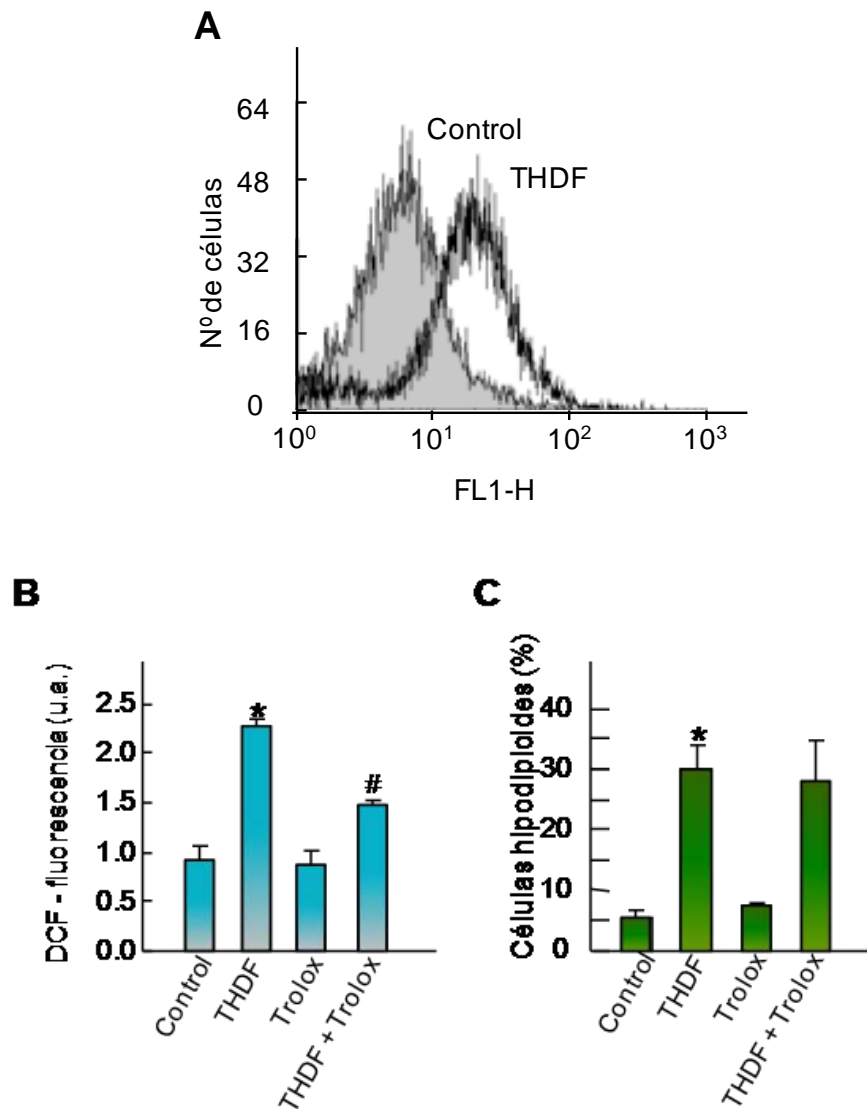 A
64
48
32
16
0
Nº de células
Control
THDF
10⁰
10¹
10²
10³
FL1-H
B
DCF - fluorescencia (u.a.)
2.5
2.0
1.5
1.0
0.5
0.0
*
#
Control
THDF
Trolox
THDF + Trolox
C
Células hipodiploides (%)
40
30
20
10
0
*
Control
THDF
Trolox
THDF + Trolox